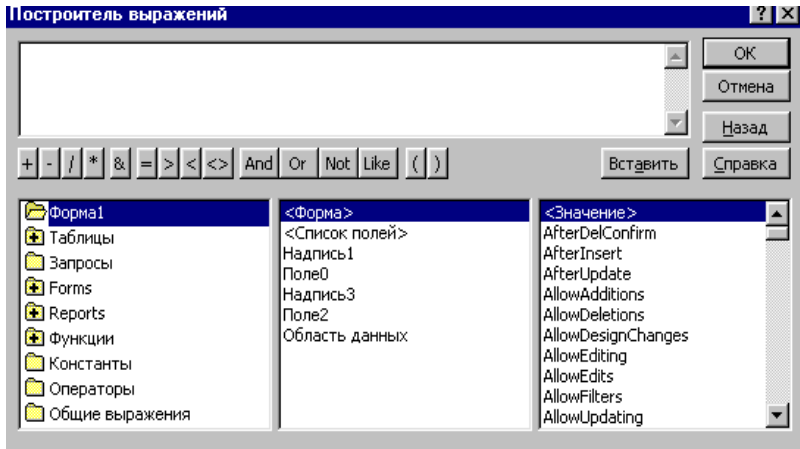 Построитель выражений ? X
OK
Отмена
Назад
+ - / * & = > < <> And Or Not Like ( ) Вставить Справка
Форма1
Таблицы
Запросы
Forms
Reports
Функции
Константы
Операторы
Общие выражения
<Форма>
<Список полей>
Надпись1
Поле0
Надпись3
Поле2
Область данных
<Значение>
AfterDelConfirm
AfterInsert
AfterUpdate
AllowAdditions
AllowDeletions
AllowDesignChanges
AllowEditing
AllowEdits
AllowFilters
AllowUpdating